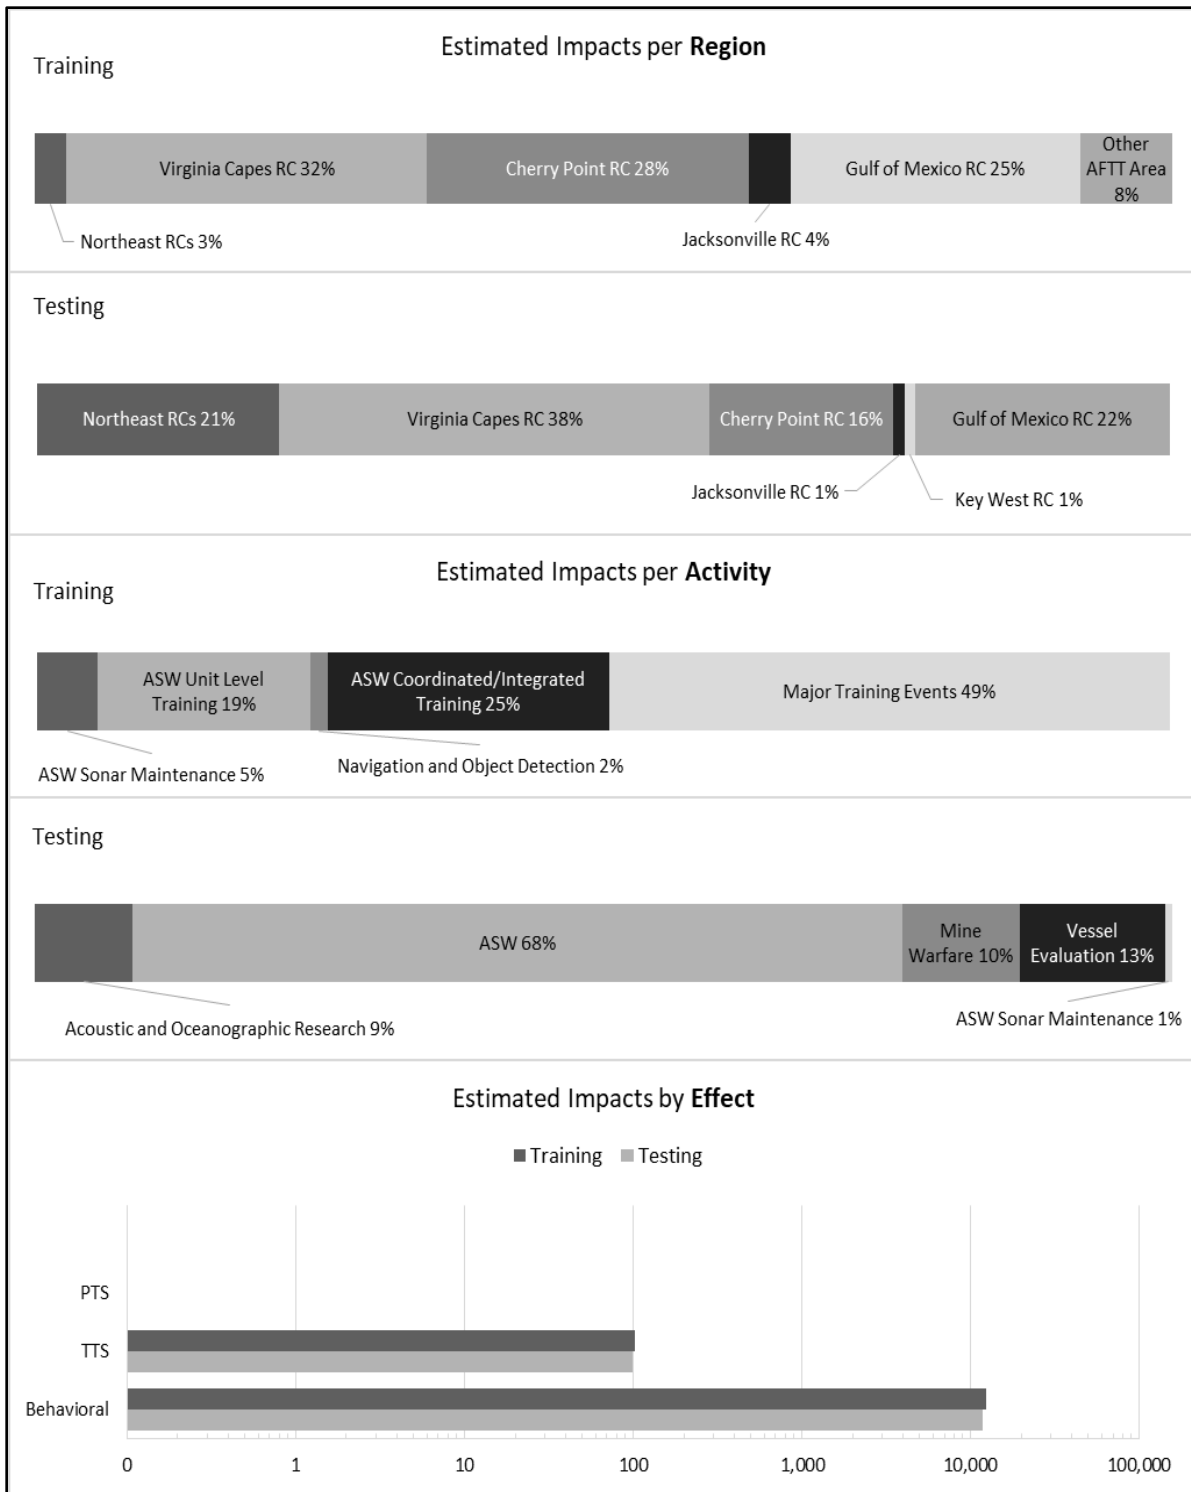 Estimated Impacts per Region
Training
Virginia Capes RC 32%
Cherry Point RC 28%
Gulf of Mexico RC 25%
Other
AFTT Area
8%
Northeast RCs 3%
Jacksonville RC 4%
Testing
Northeast RCs 21%
Virginia Capes RC 38%
Cherry Point RC 16%
Gulf of Mexico RC 22%
Jacksonville RC 1%
Key West RC 1%
Estimated Impacts per Activity
Training
ASW Unit Level
Training 19%
ASW Coordinated/Integrated
Training 25%
Major Training Events 49%
ASW Sonar Maintenance 5%
Navigation and Object Detection 2%
Testing
ASW 68%
Mine
Warfare 10%
Vessel
Evaluation 13%
Acoustic and Oceanographic Research 9%
ASW Sonar Maintenance 1%
Estimated Impacts by Effect
Training Testing
PTS
TTS
Behavioral
0 1 10 100 1,000 10,000 100,000